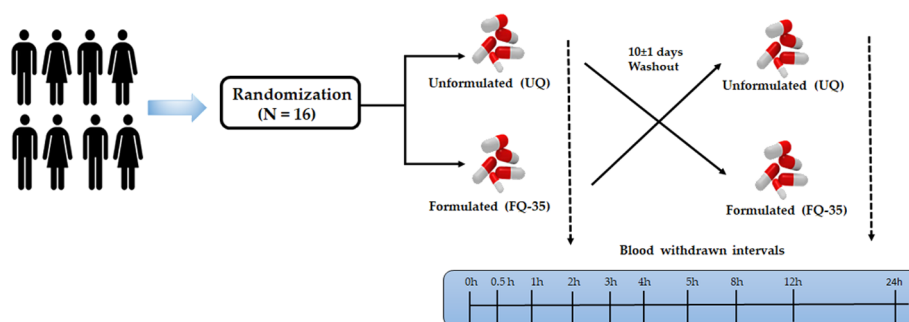 Randomization
(N = 16)
Unformulated (UQ)
Formulated (FQ-35)
10±1 days
Washout
Unformulated (UQ)
Formulated (FQ-35)
Blood withdrawn intervals
0h 0.5 h 1h 2h 3h 4h 5h 8h 12h 24h